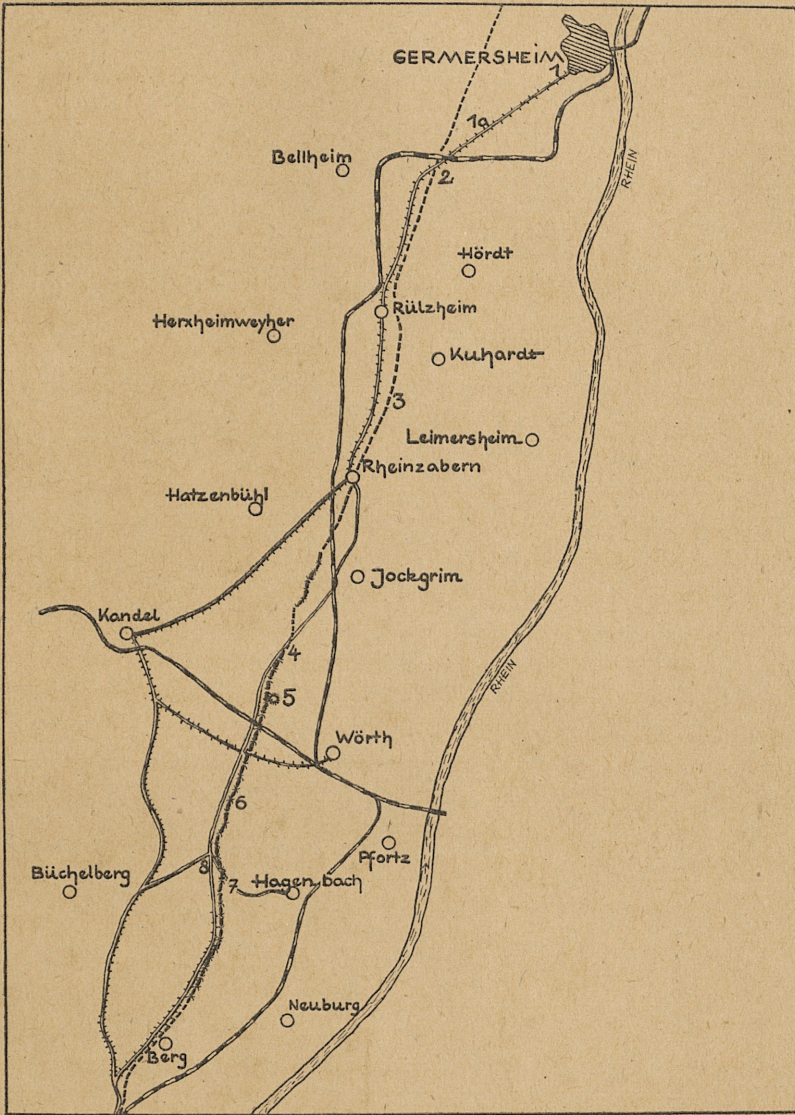 GERMERSHEIM
1
1a
RHEIN
Bellheim
2
Hördt
Rülzheim
Herxheimweyher
Kuhardt
3
Leimersheim
Rheinzabern
Hatzenbühl
Jockgrim
Kandel
4
RHEIN
5
Wörth
6
Pfortz
8
Büchelberg
7
Hagenbach
Neuburg
Berg